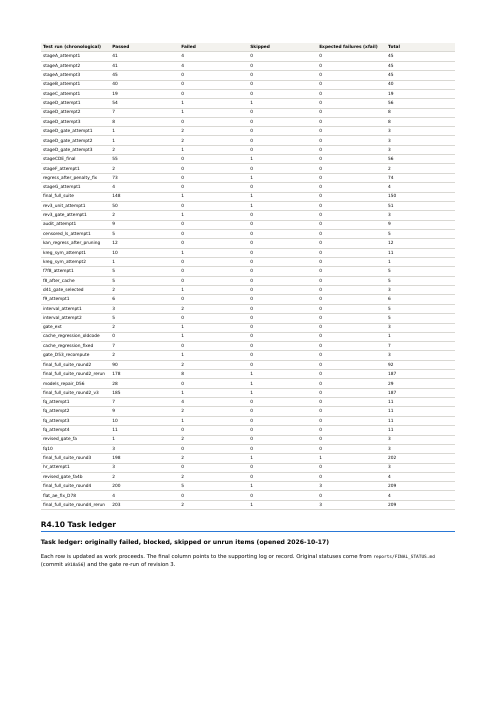 Test run (chronological) Passed Failed Skipped Expected failures (xfail) Total
stageA_attempt1 41 4 0 0 45
stageA_attempt2 41 4 0 0 45
stageA_attempt3 45 0 0 0 45
stageB_attempt1 40 0 0 0 40
stageC_attempt1 19 0 0 0 19
stageD_attempt1 54 1 1 0 56
stageD_attempt2 7 1 0 0 8
stageD_attempt3 8 0 0 0 8
stageD_gate_attempt1 1 2 0 0 3
stageD_gate_attempt2 1 2 0 0 3
stageD_gate_attempt3 2 1 0 0 3
stageCDE_final 55 0 1 0 56
stageF_attempt1 2 0 0 0 2
regress_after_penalty_fix 73 0 1 0 74
stageG_attempt1 4 0 0 0 4
final_full_suite 148 1 1 0 150
rev3_unit_attempt1 50 0 1 0 51
rev3_gate_attempt1 2 1 0 0 3
audit_attempt1 9 0 0 0 9
censored_ls_attempt1 5 0 0 0 5
kan_regress_after_pruning 12 0 0 0 12
kreg_sym_attempt1 10 1 0 0 11
kreg_sym_attempt2 1 0 0 0 1
f7f8_attempt1 5 0 0 0 5
f8_after_cache 5 0 0 0 5
d41_gate_selected 2 1 0 0 3
f9_attempt1 6 0 0 0 6
interval_attempt1 3 2 0 0 5
interval_attempt2 5 0 0 0 5
gate_ext 2 1 0 0 3
cache_regression_oldcode 0 1 0 0 1
cache_regression_fixed 7 0 0 0 7
gate_D53_recompute 2 1 0 0 3
final_full_suite_round2 90 2 0 0 92
final_full_suite_round2_rerun 178 8 1 0 187
models_repair_D56 28 0 1 0 29
final_full_suite_round2_v3 185 1 1 0 187
fq_attempt1 7 4 0 0 11
fq_attempt2 9 2 0 0 11
fq_attempt3 10 1 0 0 11
fq_attempt4 11 0 0 0 11
revised_gate_fs 1 2 0 0 3
fq10 3 0 0 0 3
final_full_suite_round3 198 2 1 1 202
hr_attempt1 3 0 0 0 3
revised_gate_fs4b 2 2 0 0 4
final_full_suite_round4 200 5 1 3 209
flat_ae_fix_D78 4 0 0 0 4
final_full_suite_round4_rerun 203 2 1 3 209
R4.10 Task ledger
Task ledger: originally failed, blocked, skipped or unrun items (opened 2026-10-17)
Each row is updated as work proceeds. The final column points to the supporting log or record. Original statuses come from reports/FINAL_STATUS.md
(commit) and the gate re-run of revision 3.